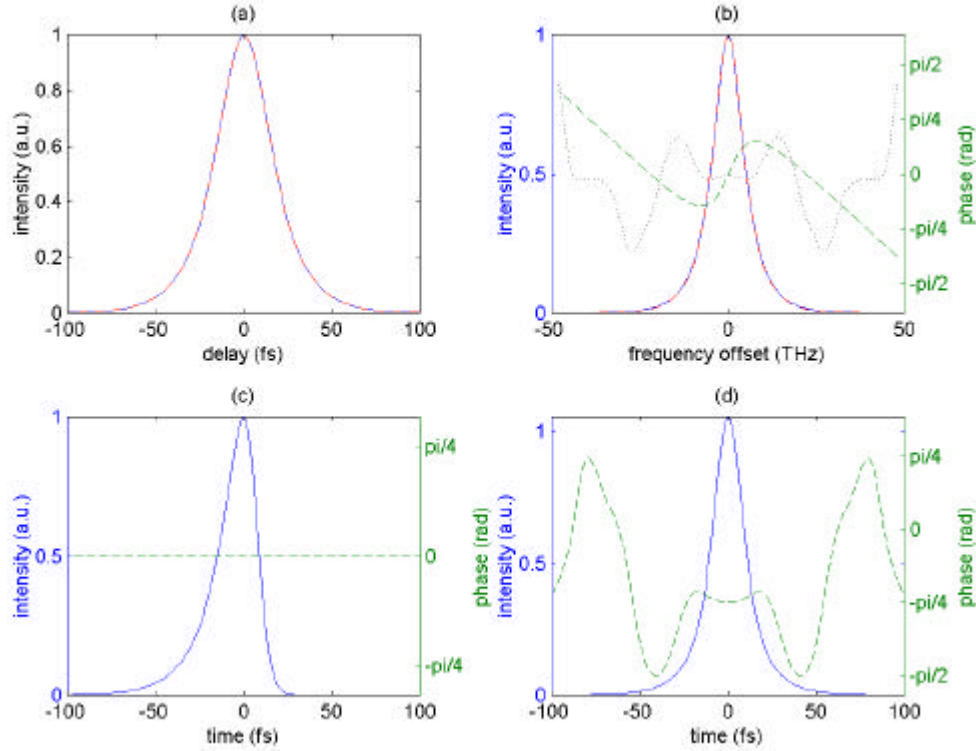 (a)
intensity (a.u.)
1
0.8
0.6
0.4
0.2
0
-100
-50
0
50
100
delay (fs)
(b)
intensity (a.u.)
1
0.5
0
-50
0
50
frequency offset (THz)
pi/2
pi/4
0
-pi/4
-pi/2
phase (rad)
(c)
intensity (a.u.)
1
0.5
0
-100
-50
0
50
100
time (fs)
pi/4
0
-pi/4
phase (rad)
(d)
intensity (a.u.)
1
0.5
0
-100
-50
0
50
100
time (fs)
pi/4
0
-pi/4
-pi/2
phase (rad)